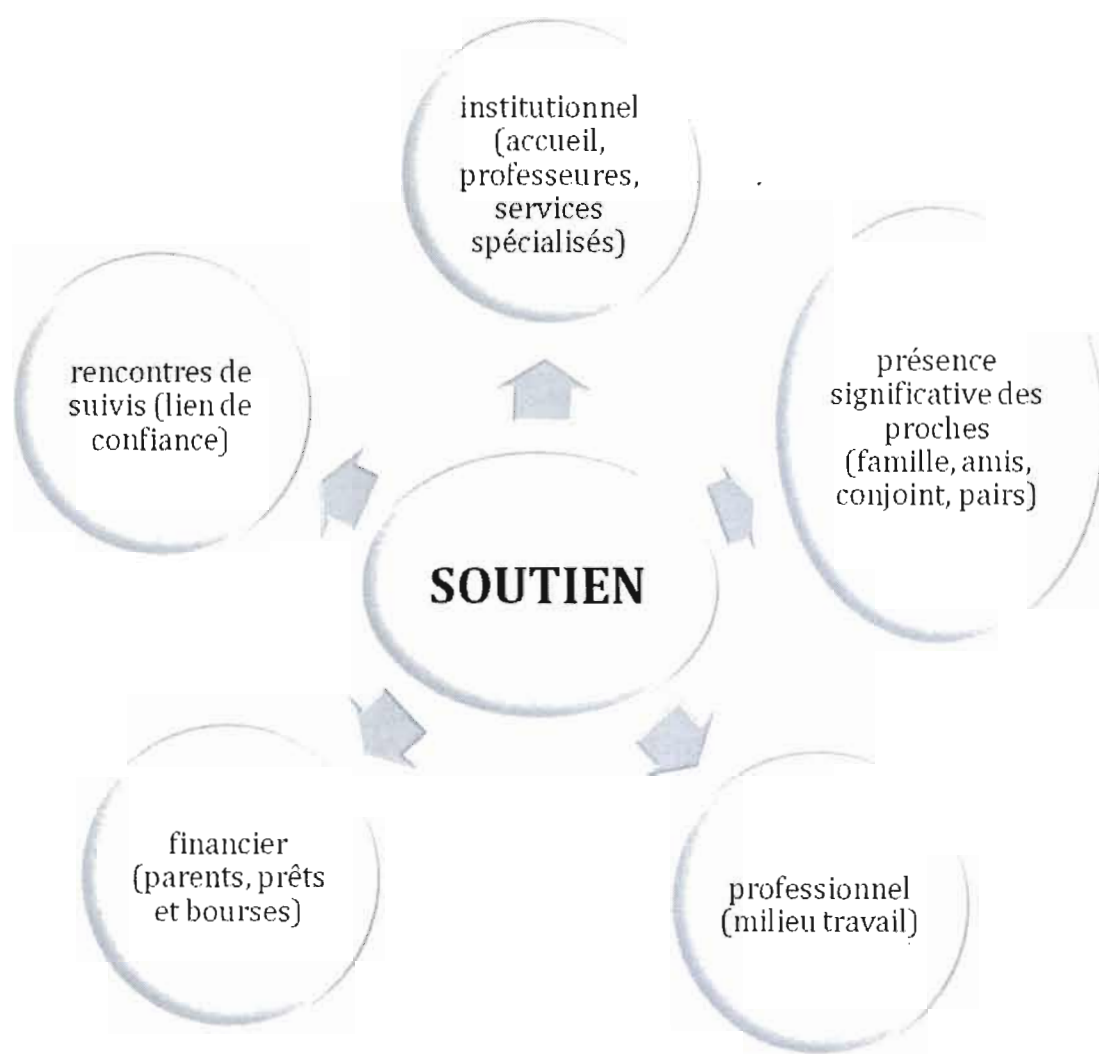 institutionnel
(accueil,
professeures,
services
spécialisés)
présence
significative des
proches
(famille, amis,
conjoint, pairs)
rencontres de
suivis (lien de
confiance)
SOUTIEN
financier
(parents, prêts
et bourses)
professionnel
(milieu travail)